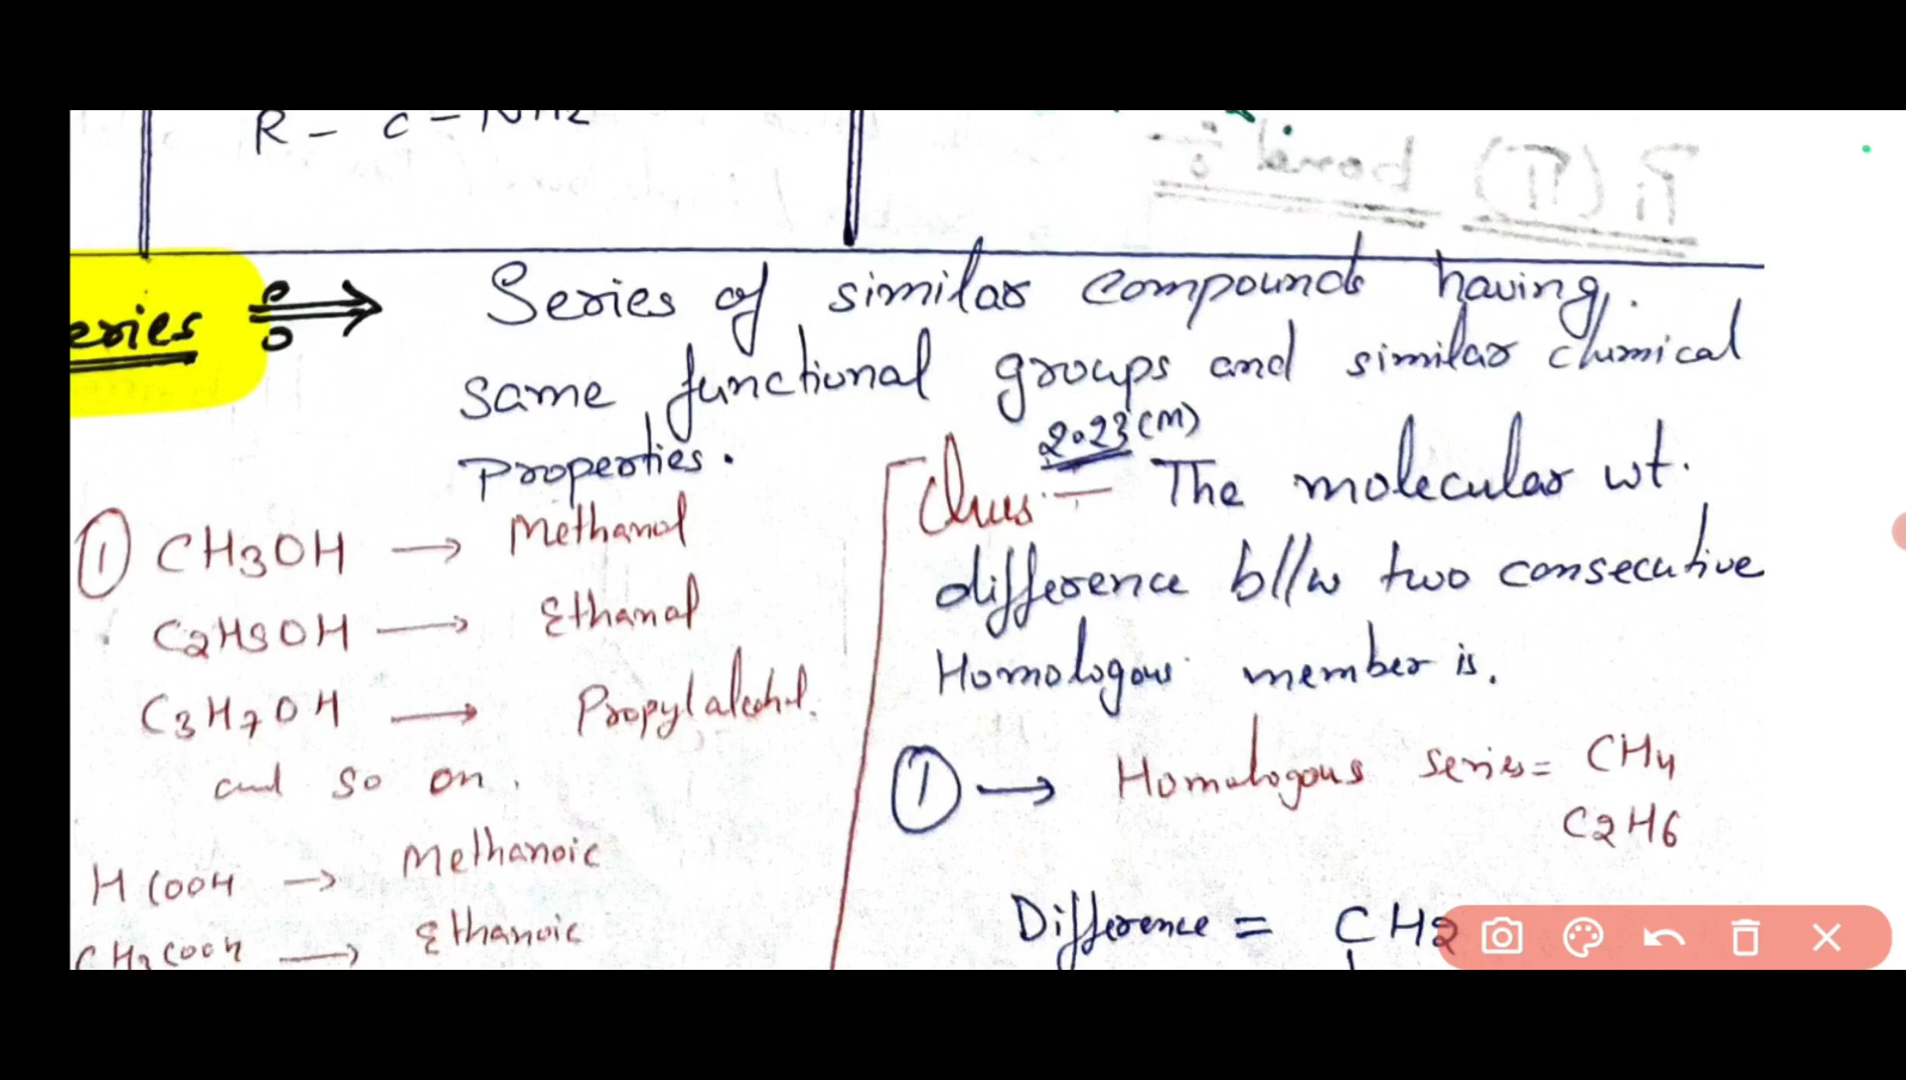 R - C - NH2
eries ⇒ Series of similar compounds having
same functional groups and similar chemical
Properties.
① CH3OH → Methanol
C2H5OH → Ethanol
C3H7OH → Propyl alcohol.
and so on.
HCOOH → Methanoic
CH3COOH → Ethanoic
2023 (M)
Ques:- The molecular wt.
difference b//w two consecutive
Homologous member is.
① → Homologous series = CH4
C2H6
Difference = CH2